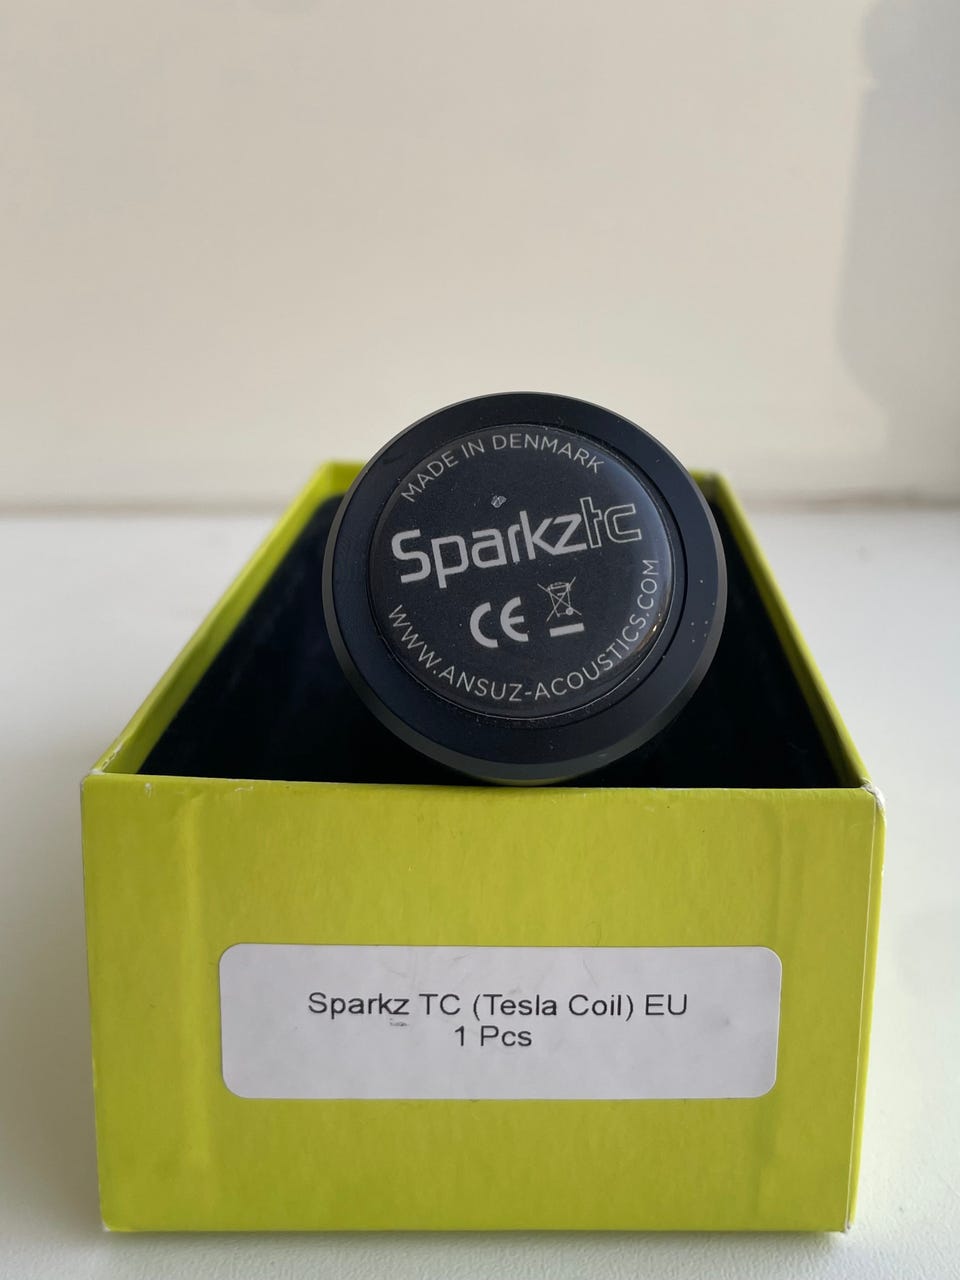 MADE IN DENMARK
Sparkztc
CE
WWW.ANSUZ-ACOUSTICS.COM
Sparkz TC (Tesla Coil) EU
1 Pcs